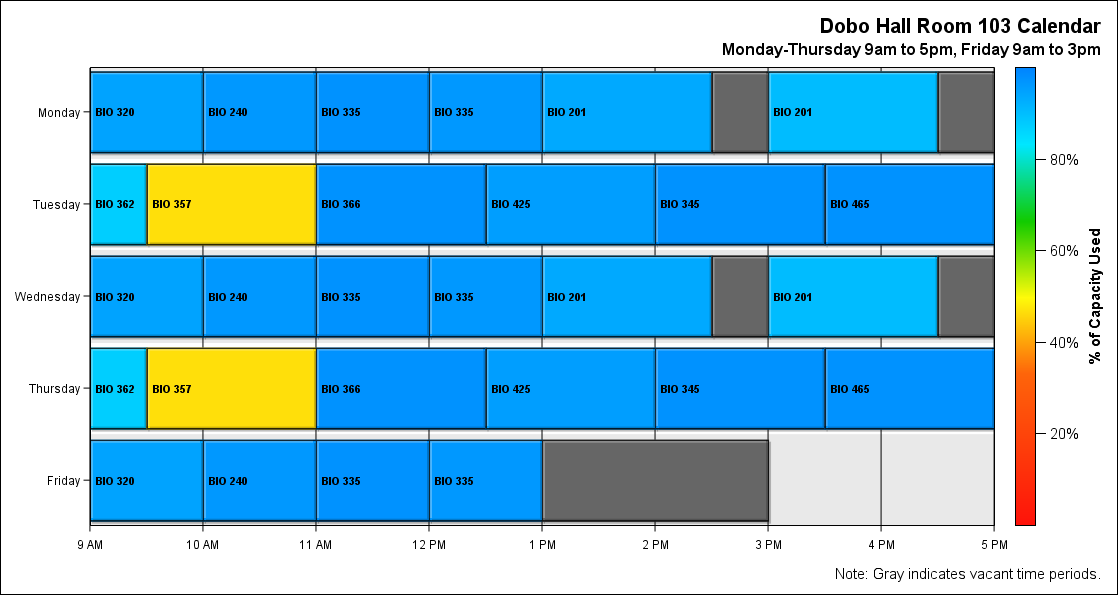 Dobo Hall Room 103 Calendar
Monday-Thursday 9am to 5pm, Friday 9am to 3pm
Monday
BIO 320 BIO 240 BIO 335 BIO 335 BIO 201 BIO 201
Tuesday
BIO 362 BIO 357 BIO 366 BIO 425 BIO 345 BIO 465
Wednesday
BIO 320 BIO 240 BIO 335 BIO 335 BIO 201 BIO 201
Thursday
BIO 362 BIO 357 BIO 366 BIO 425 BIO 345 BIO 465
Friday
BIO 320 BIO 240 BIO 335 BIO 335
9 AM 10 AM 11 AM 12 PM 1 PM 2 PM 3 PM 4 PM 5 PM
80%
60%
40%
20%
% of Capacity Used
Note: Gray indicates vacant time periods.